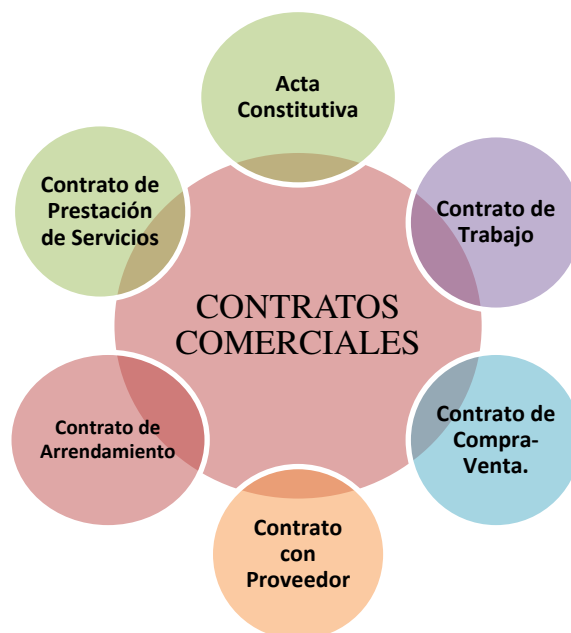 Acta
Constitutiva
Contrato de
Trabajo
Contrato de
Compra-
Venta.
Contrato
con
Proveedor
Contrato de
Arrendamiento
Contrato de
Prestación
de Servicios
CONTRATOS
COMERCIALES